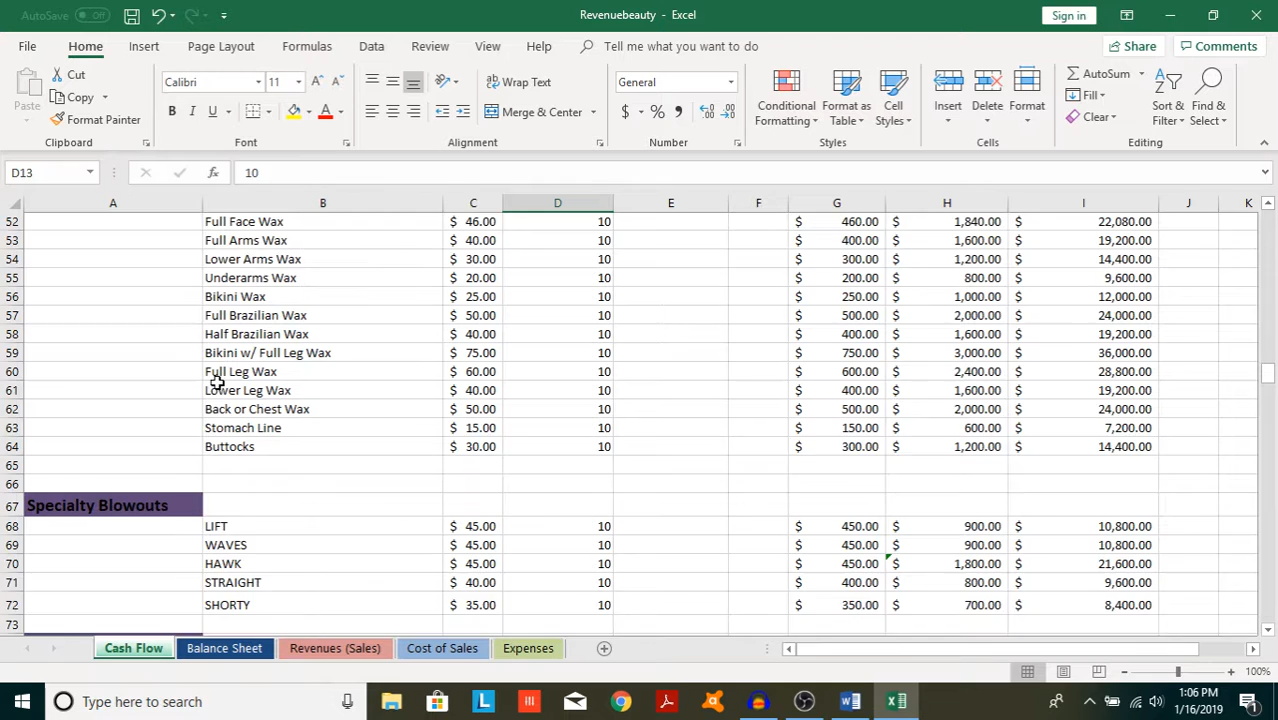 AutoSave Off Revenuebeauty - Excel Sign in
File Home Insert Page Layout Formulas Data Review View Help Tell me what you want to do Share Comments
Paste Cut Copy Format Painter
Calibri 11
B I U A
Wrap Text
Merge & Center
General
$ % ,
Conditional Formatting Format as Table Cell Styles
Insert Delete Format
AutoSum Fill Clear
Sort & Filter Find & Select
Clipboard Font Alignment Number Styles Cells Editing
D13 fx 10
A B C D E F G H I J K
52 Full Face Wax $ 46.00 10 $ 460.00 $ 1,840.00 $ 22,080.00
53 Full Arms Wax $ 40.00 10 $ 400.00 $ 1,600.00 $ 19,200.00
54 Lower Arms Wax $ 30.00 10 $ 300.00 $ 1,200.00 $ 14,400.00
55 Underarms Wax $ 20.00 10 $ 200.00 $ 800.00 $ 9,600.00
56 Bikini Wax $ 25.00 10 $ 250.00 $ 1,000.00 $ 12,000.00
57 Full Brazilian Wax $ 50.00 10 $ 500.00 $ 2,000.00 $ 24,000.00
58 Half Brazilian Wax $ 40.00 10 $ 400.00 $ 1,600.00 $ 19,200.00
59 Bikini w/ Full Leg Wax $ 75.00 10 $ 750.00 $ 3,000.00 $ 36,000.00
60 Full Leg Wax $ 60.00 10 $ 600.00 $ 2,400.00 $ 28,800.00
61 Lower Leg Wax $ 40.00 10 $ 400.00 $ 1,600.00 $ 19,200.00
62 Back or Chest Wax $ 50.00 10 $ 500.00 $ 2,000.00 $ 24,000.00
63 Stomach Line $ 15.00 10 $ 150.00 $ 600.00 $ 7,200.00
64 Buttocks $ 30.00 10 $ 300.00 $ 1,200.00 $ 14,400.00
65
66
67 Specialty Blowouts
68 LIFT $ 45.00 10 $ 450.00 $ 900.00 $ 10,800.00
69 WAVES $ 45.00 10 $ 450.00 $ 900.00 $ 10,800.00
70 HAWK $ 45.00 10 $ 450.00 $ 1,800.00 $ 21,600.00
71 STRAIGHT $ 40.00 10 $ 400.00 $ 800.00 $ 9,600.00
72 SHORTY $ 35.00 10 $ 350.00 $ 700.00 $ 8,400.00
73
Cash Flow Balance Sheet Revenues (Sales) Cost of Sales Expenses
100%
Type here to search
1:06 PM
1/16/2019